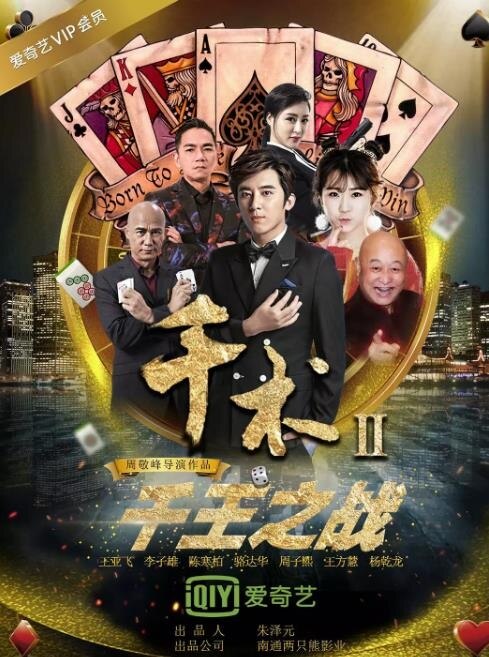 爱奇艺VIP会员
A
K
J
Born To
in
千术 II
周敬峰导演作品
千王之战
王亚飞 李子雄 陈寒柏 骆达华 周子熙 王方慧 杨乾龙
iQIYI 爱奇艺
出品人 朱泽元
出品公司 南通两只熊影业